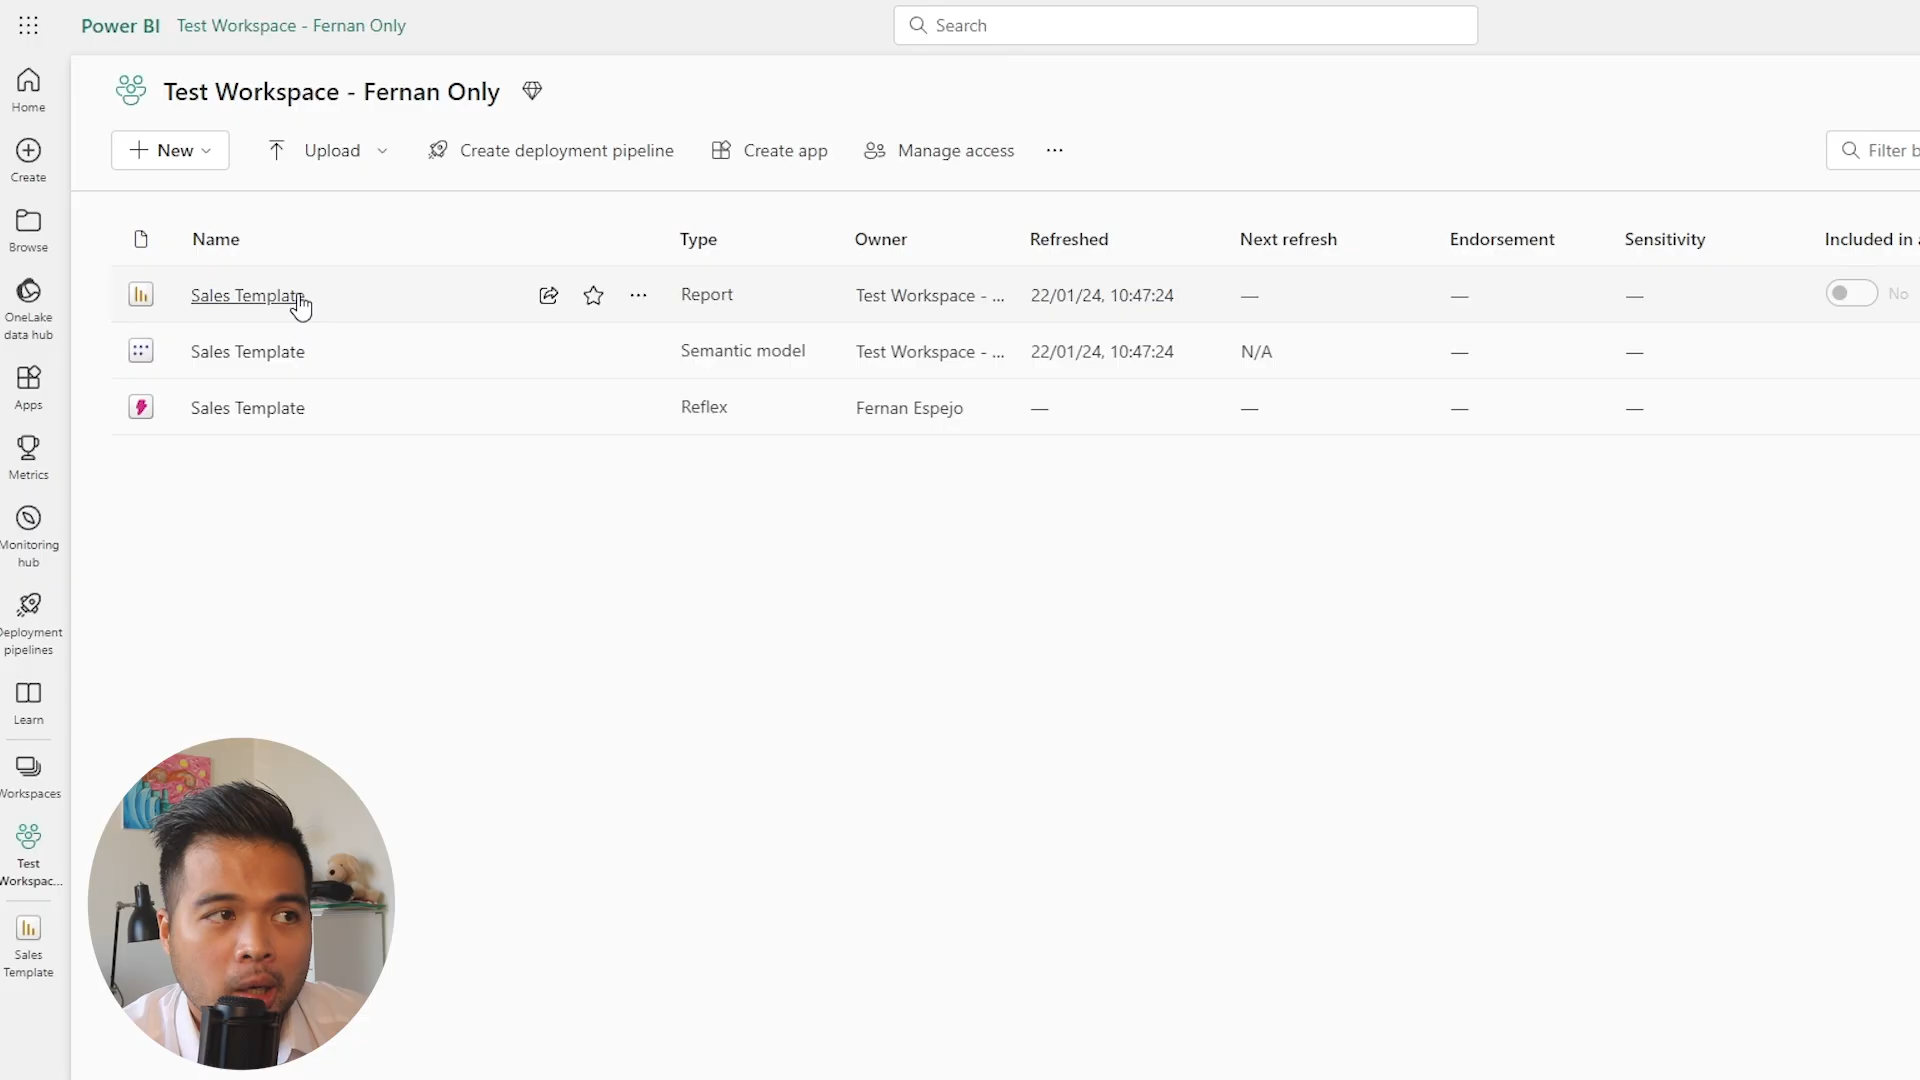 Power BI Test Workspace - Fernan Only
Search
Test Workspace - Fernan Only
New Upload Create deployment pipeline Create app Manage access ...
Filter b
Name Type Owner Refreshed Next refresh Endorsement Sensitivity Included in a
Sales Template Report Test Workspace - ... 22/01/24, 10:47:24 — — — No
Sales Template Semantic model Test Workspace - ... 22/01/24, 10:47:24 N/A — —
Sales Template Reflex Fernan Espejo — — — —
Home
Create
Browse
OneLake
data hub
Apps
Metrics
Monitoring
hub
Deployment
pipelines
Learn
Workspaces
Test
Workspac...
Sales
Template